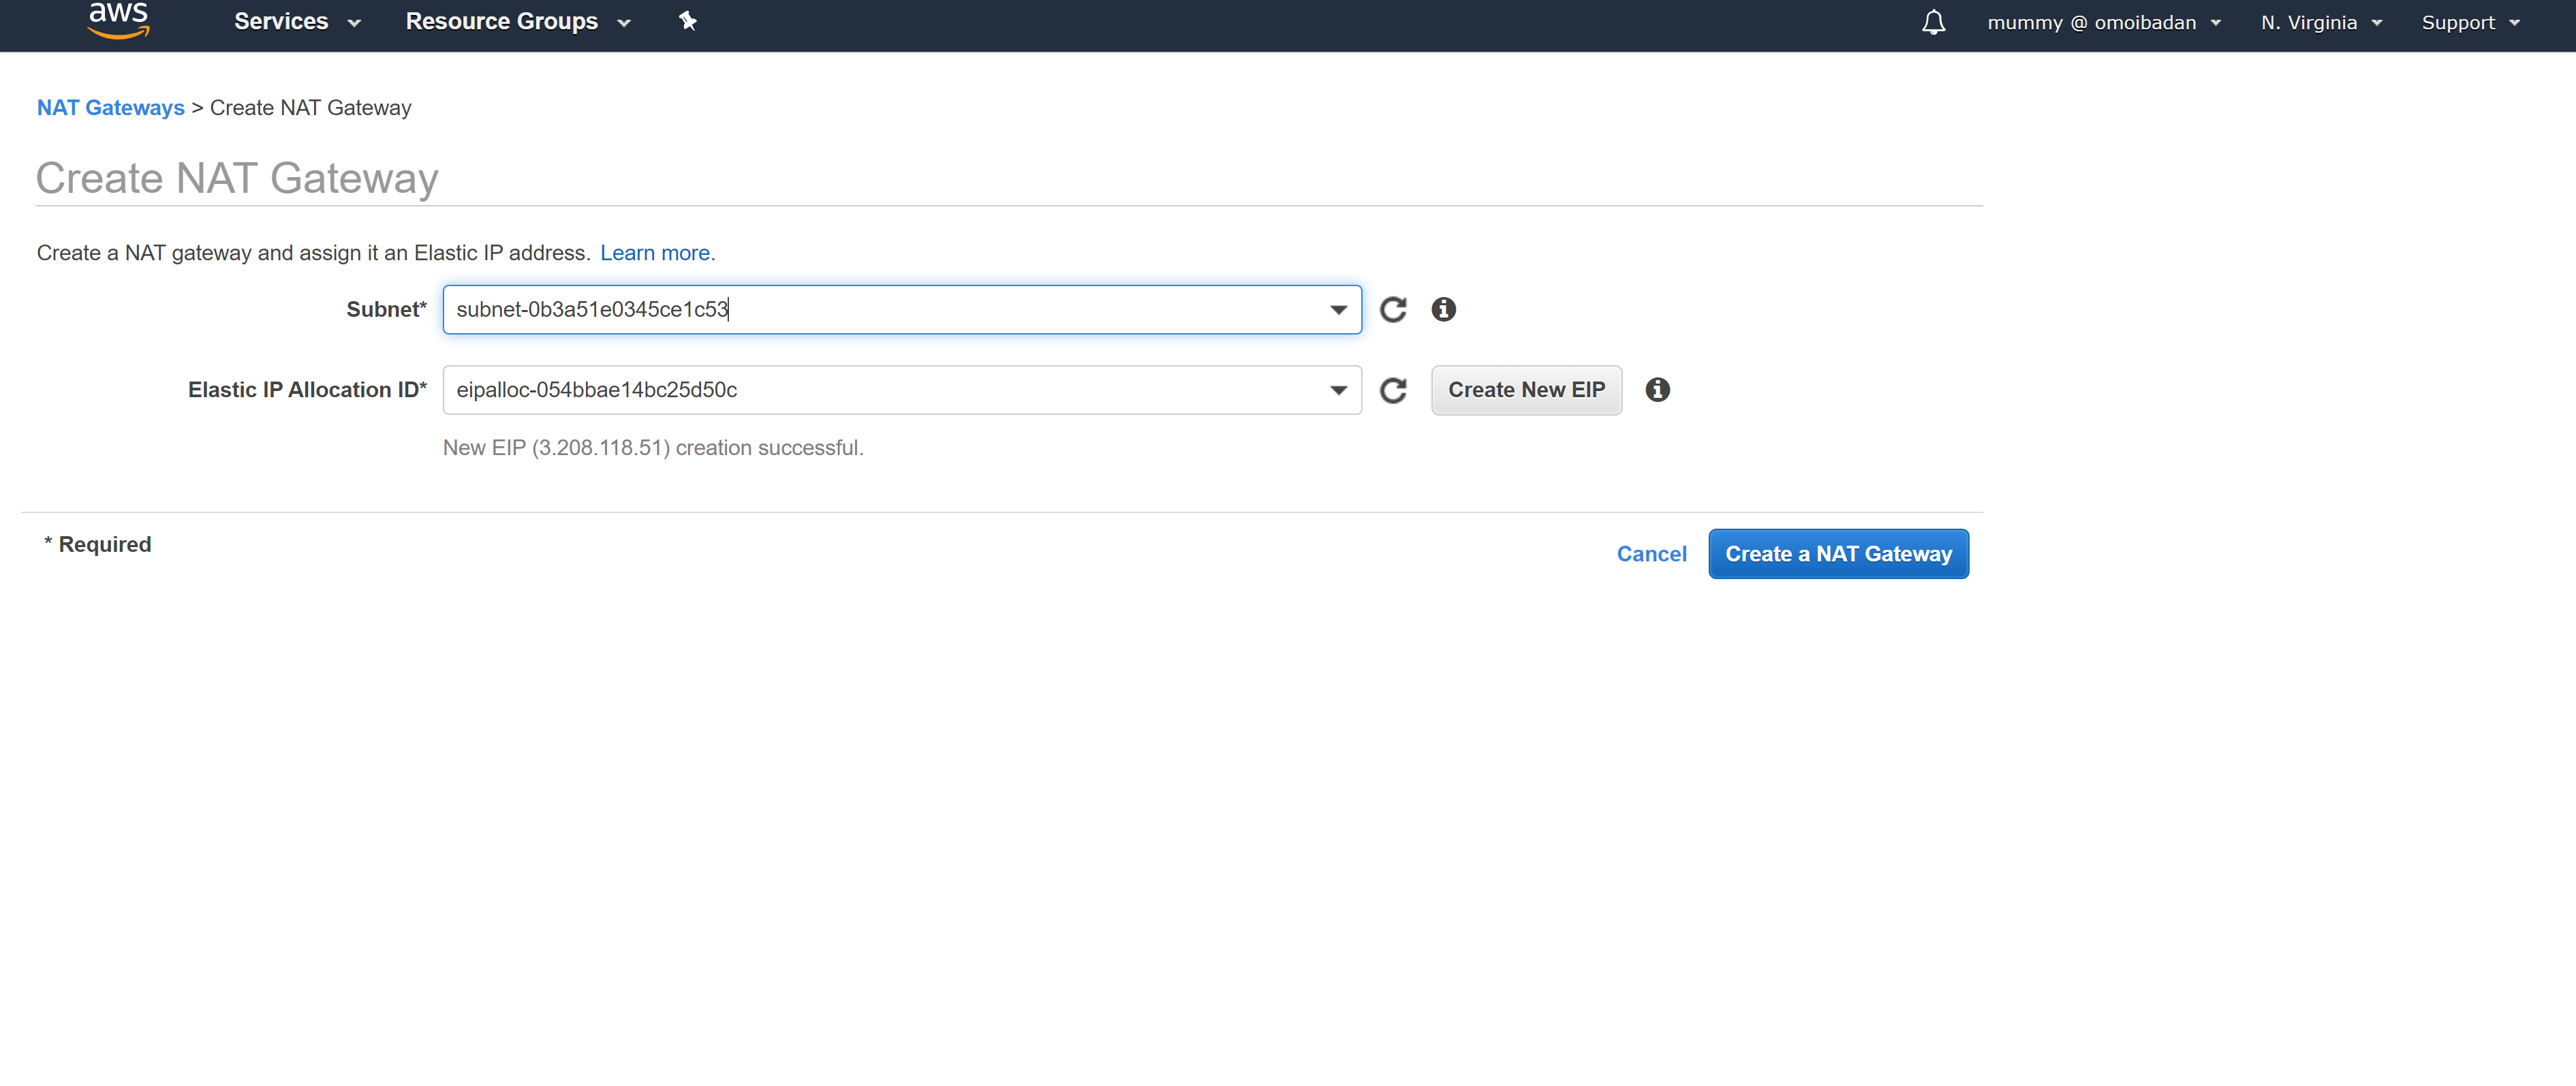 aws Services Resource Groups mummy @ omoibadan N. Virginia Support
NAT Gateways > Create NAT Gateway
Create NAT Gateway
Create a NAT gateway and assign it an Elastic IP address. Learn more.
Subnet* subnet-0b3a51e0345ce1c53
Elastic IP Allocation ID* eipalloc-054bbae14bc25d50c Create New EIP
New EIP (3.208.118.51) creation successful.
* Required Cancel Create a NAT Gateway